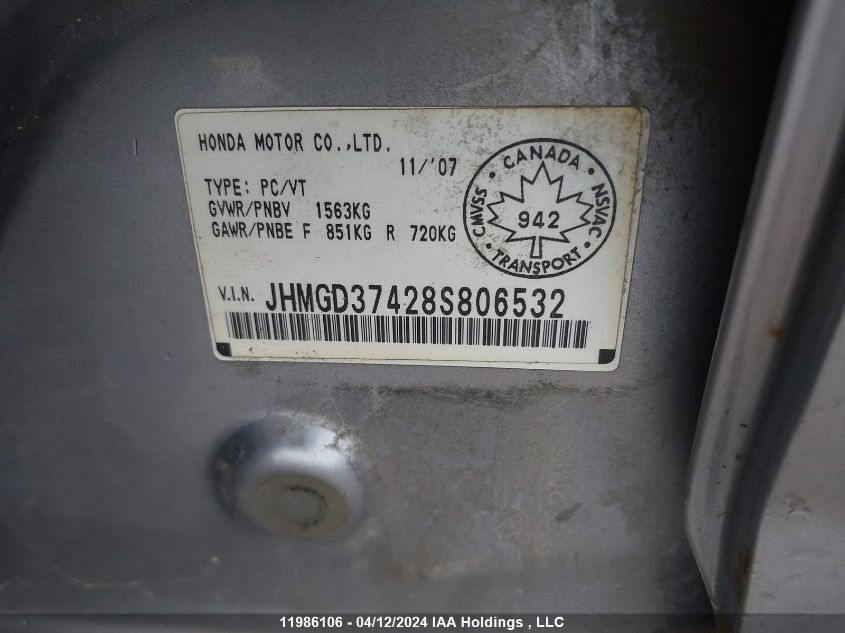 HONDA MOTOR CO.,LTD.
11/'07
TYPE: PC/VT
GVWR/PNBV 1563KG
GAWR/PNBE F 851KG R 720KG
CANADA
CMVSS
NSVAC
942
TRANSPORT
V.I.N. JHMGD37428S806532
11986106 - 04/12/2024 IAA Holdings , LLC